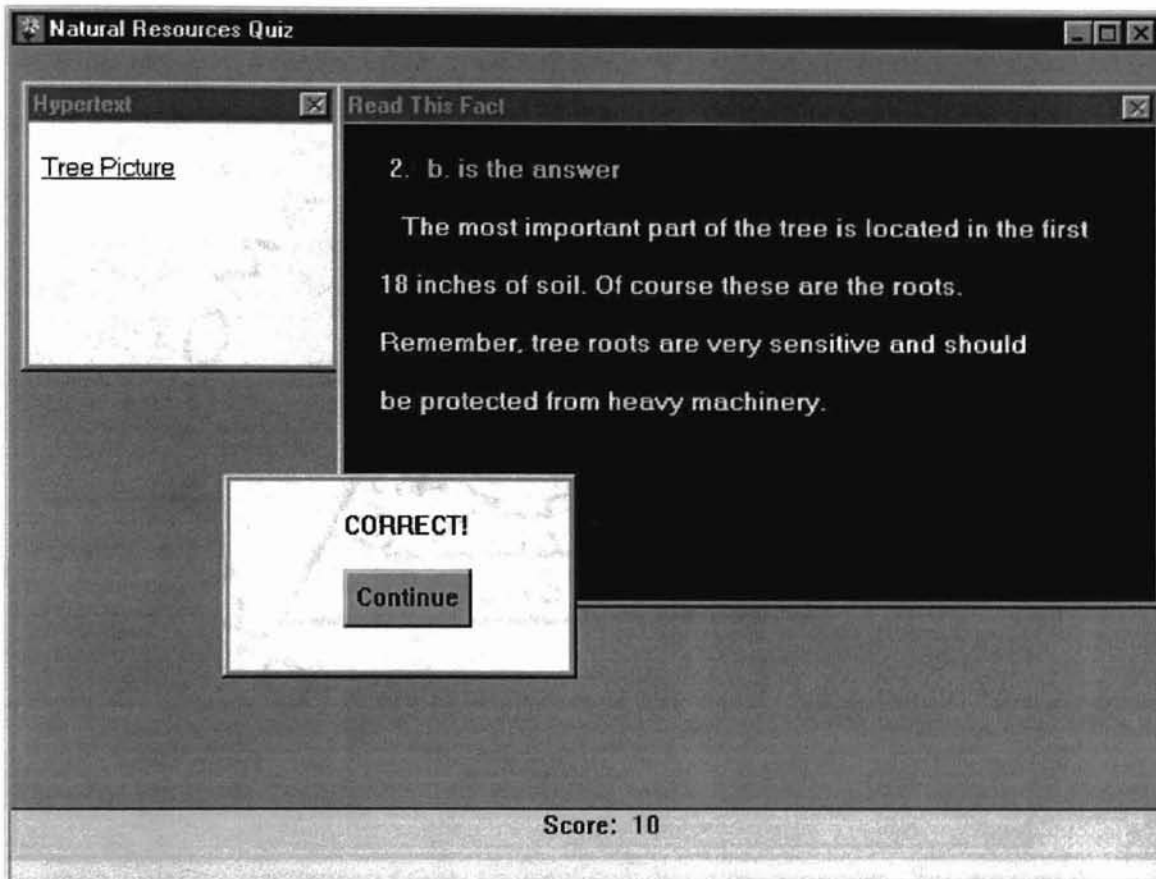 Natural Resources Quiz
Hypertext
Tree Picture
Read This Fact
2. b. is the answer
The most important part of the tree is located in the first
18 inches of soil. Of course these are the roots.
Remember, tree roots are very sensitive and should
be protected from heavy machinery.
CORRECT!
Continue
Score: 10